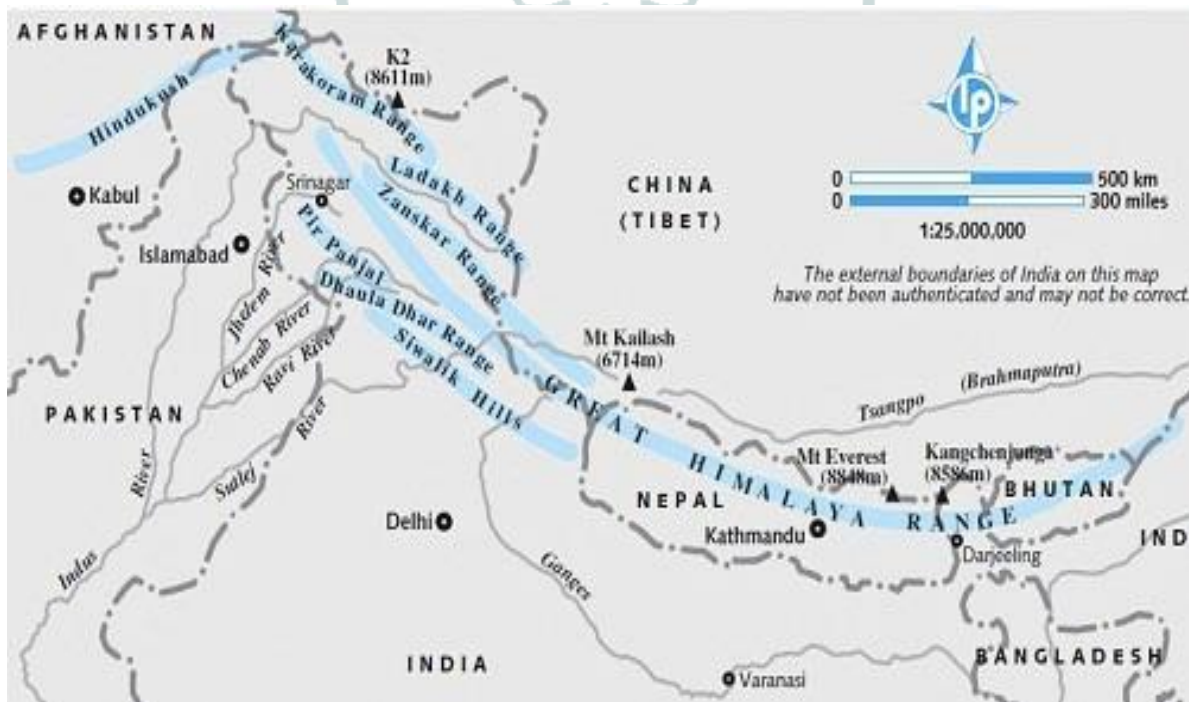 AFGHANISTAN
Hindukuah
Karakoram Range
K2
(8611m)
Kabul
Srinagar
Ladakh Range
Zanskar Range
Islamabad
Pir Panjal
Dhaula Dhar Range
Siwalik Hills
Jhelem River
Chenab River
Ravi River
PAKISTAN
River
Sutlej
River
Indus
CHINA
(TIBET)
lp
0 500 km
0 300 miles
1:25,000,000
The external boundaries of India on this map
have not been authenticated and may not be correct.
Mt Kailash
(6714m)
GREAT HIMALAYA RANGE
Tsangpo
(Brahmaputra)
Mt Everest
(8848m)
Kangchenjunga
(8586m)
NEPAL
BHUTAN
Delhi
Kathmandu
Darjeeling
IND
Ganges
INDIA
BANGLADESH
Varanasi